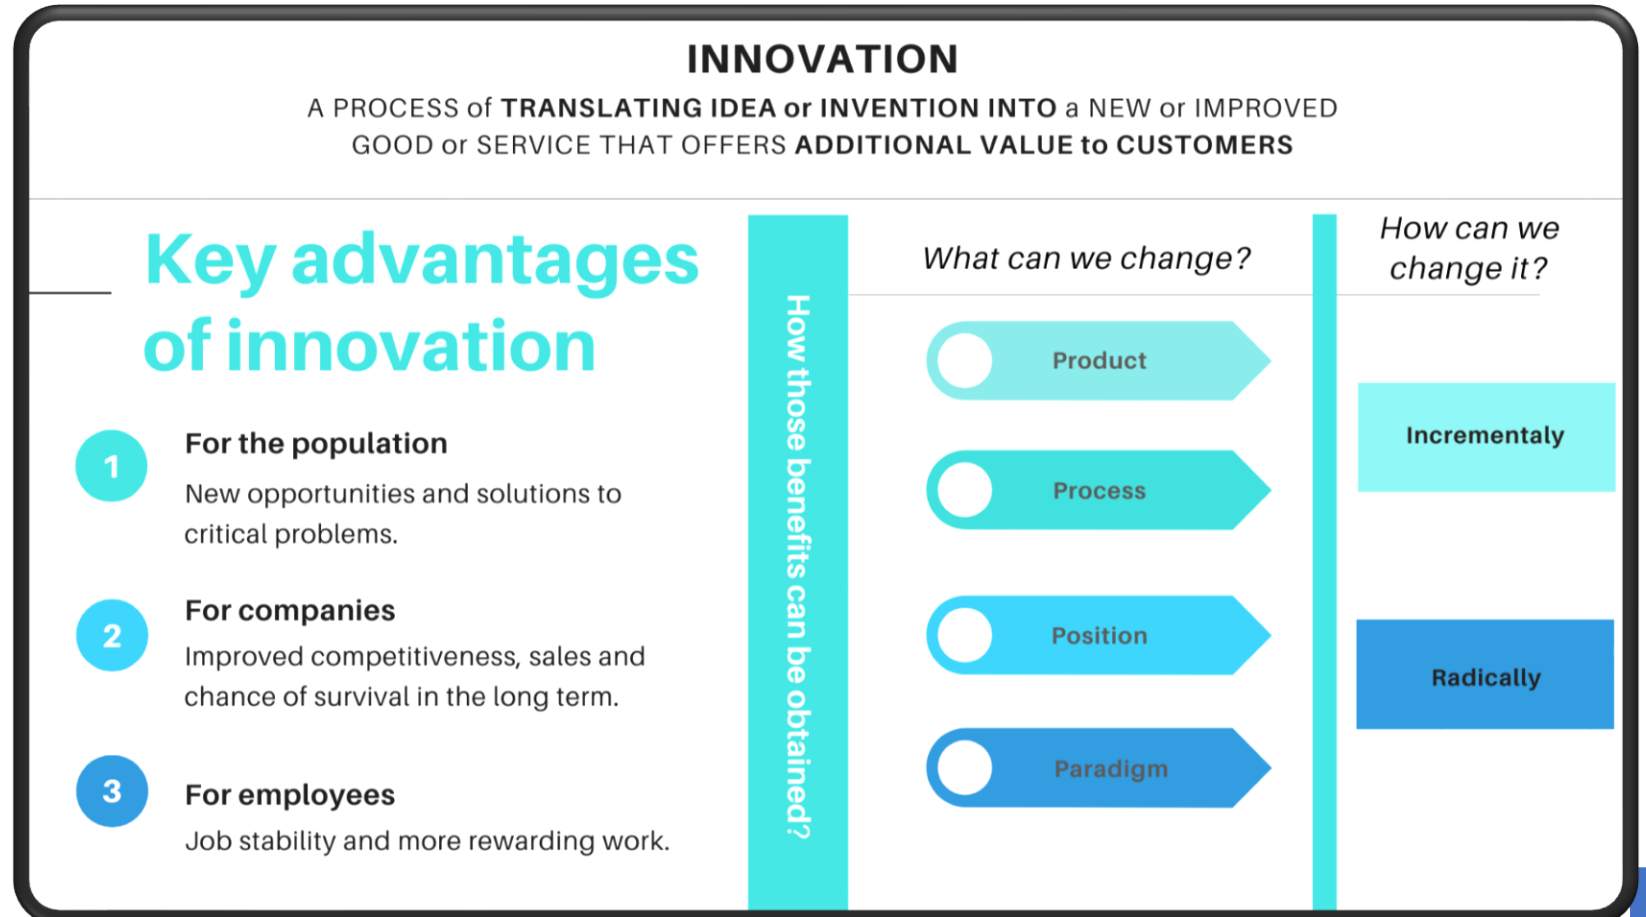 INNOVATION
A PROCESS of TRANSLATING IDEA or INVENTION INTO a NEW or IMPROVED
GOOD or SERVICE THAT OFFERS ADDITIONAL VALUE to CUSTOMERS
Key advantages
of innovation
1
For the population
New opportunities and solutions to
critical problems.
2
For companies
Improved competitiveness, sales and
chance of survival in the long term.
3
For employees
Job stability and more rewarding work.
How those benefits can be obtained?
What can we change?
Product
Process
Position
Paradigm
How can we
change it?
Incrementaly
Radically